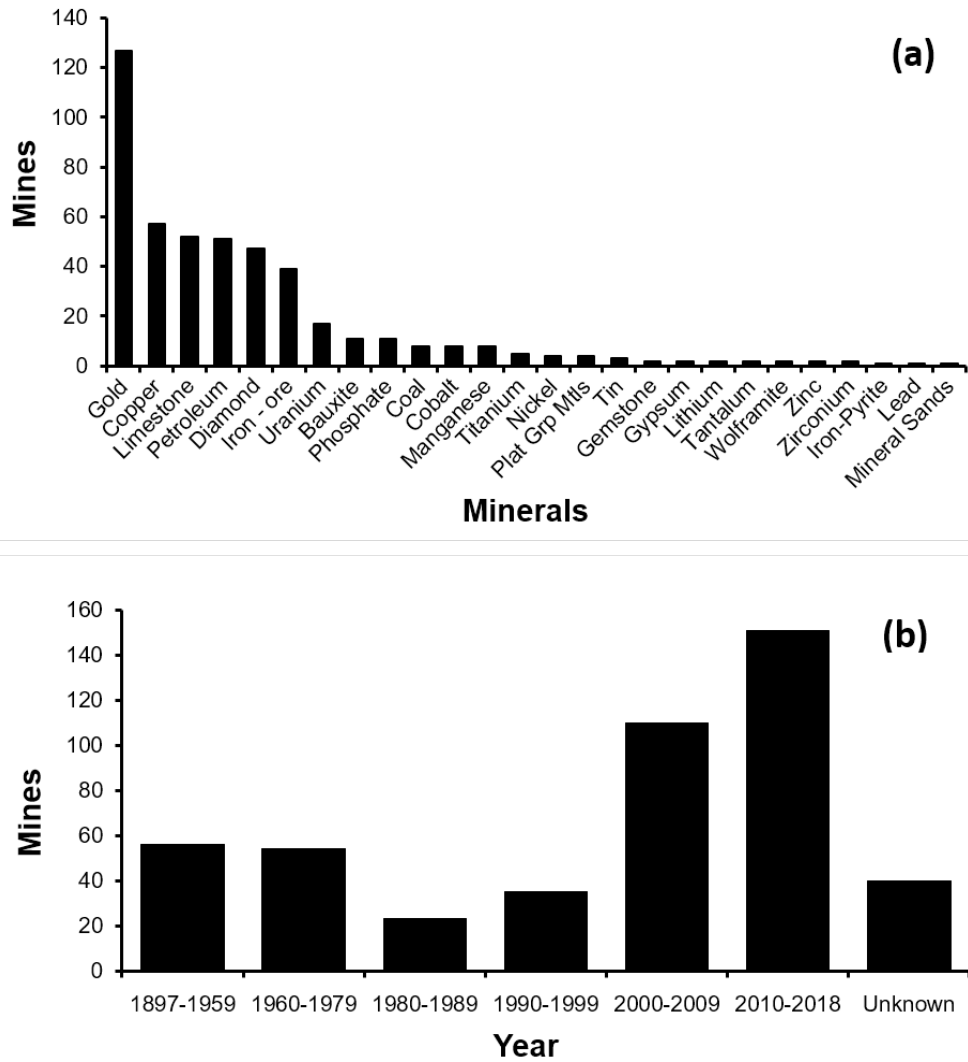 140
120
100
80
60
40
20
0
Mines
(a)
Gold
Copper
Limestone
Petroleum
Diamond
Iron - ore
Uranium
Bauxite
Phosphate
Coal
Cobalt
Manganese
Titanium
Nickel
Plat Grp Mtls
Tin
Gemstone
Gypsum
Lithium
Tantalum
Wolframite
Zinc
Zirconium
Iron-Pyrite
Lead
Mineral Sands
Minerals
160
140
120
100
80
60
40
20
0
Mines
(b)
1897-1959
1960-1979
1980-1989
1990-1999
2000-2009
2010-2018
Unknown
Year